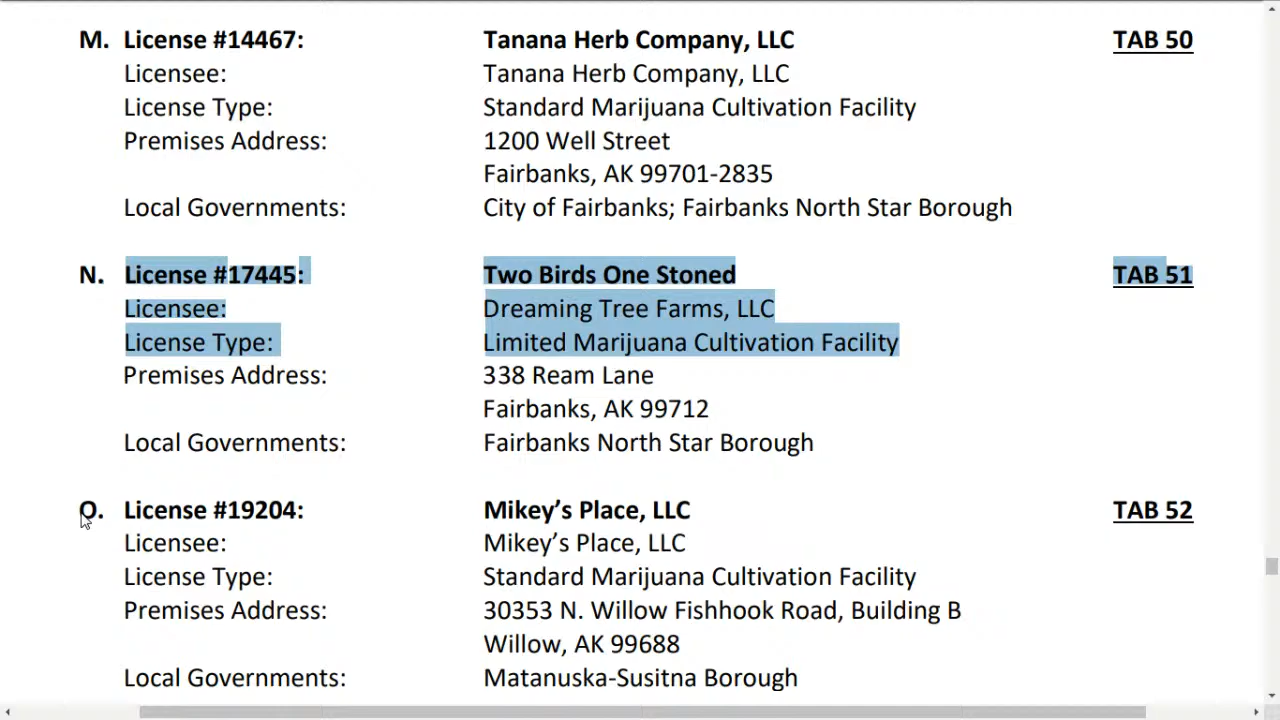 M. License #14467: Tanana Herb Company, LLC TAB 50
Licensee: Tanana Herb Company, LLC
License Type: Standard Marijuana Cultivation Facility
Premises Address: 1200 Well Street
Fairbanks, AK 99701-2835
Local Governments: City of Fairbanks; Fairbanks North Star Borough
N. License #17445: Two Birds One Stoned TAB 51
Licensee: Dreaming Tree Farms, LLC
License Type: Limited Marijuana Cultivation Facility
Premises Address: 338 Ream Lane
Fairbanks, AK 99712
Local Governments: Fairbanks North Star Borough
O. License #19204: Mikey’s Place, LLC TAB 52
Licensee: Mikey’s Place, LLC
License Type: Standard Marijuana Cultivation Facility
Premises Address: 30353 N. Willow Fishhook Road, Building B
Willow, AK 99688
Local Governments: Matanuska-Susitna Borough